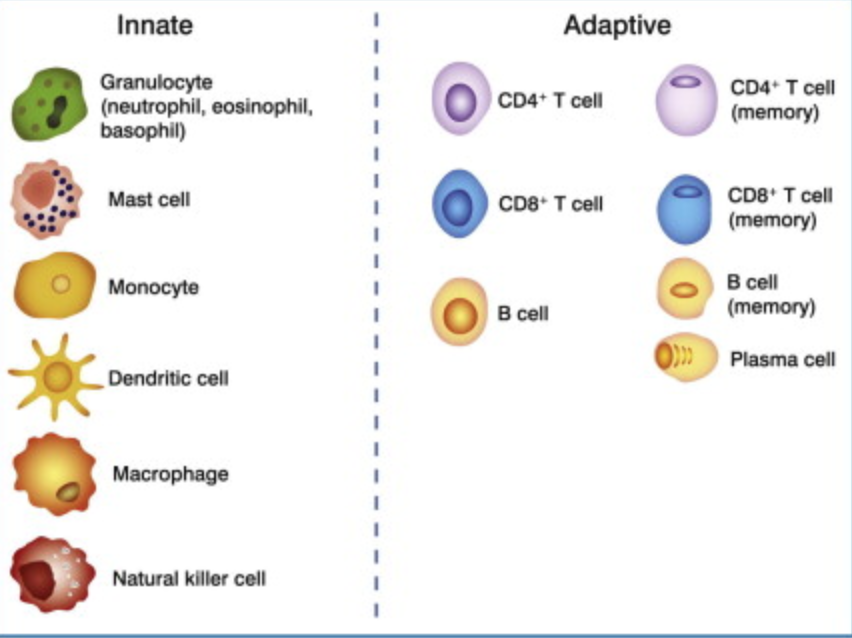 Innate
Granulocyte
(neutrophil, eosinophil,
basophil)
Mast cell
Monocyte
Dendritic cell
Macrophage
Natural killer cell
Adaptive
CD4⁺ T cell
CD8⁺ T cell
B cell
CD4⁺ T cell
(memory)
CD8⁺ T cell
(memory)
B cell
(memory)
Plasma cell